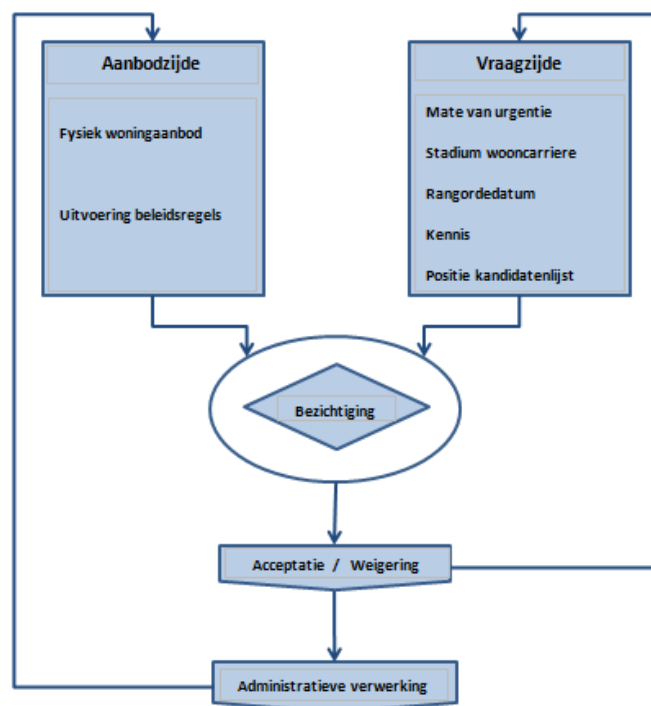 Aanbodzijde
Fysiek woningaanbod
Uitvoering beleidsregels
Vraagzijde
Mate van urgentie
Stadium wooncarriere
Rangordedatum
Kennis
Positie kandidatenlijst
Bezichtiging
Acceptatie / Weigering
Administratieve verwerking